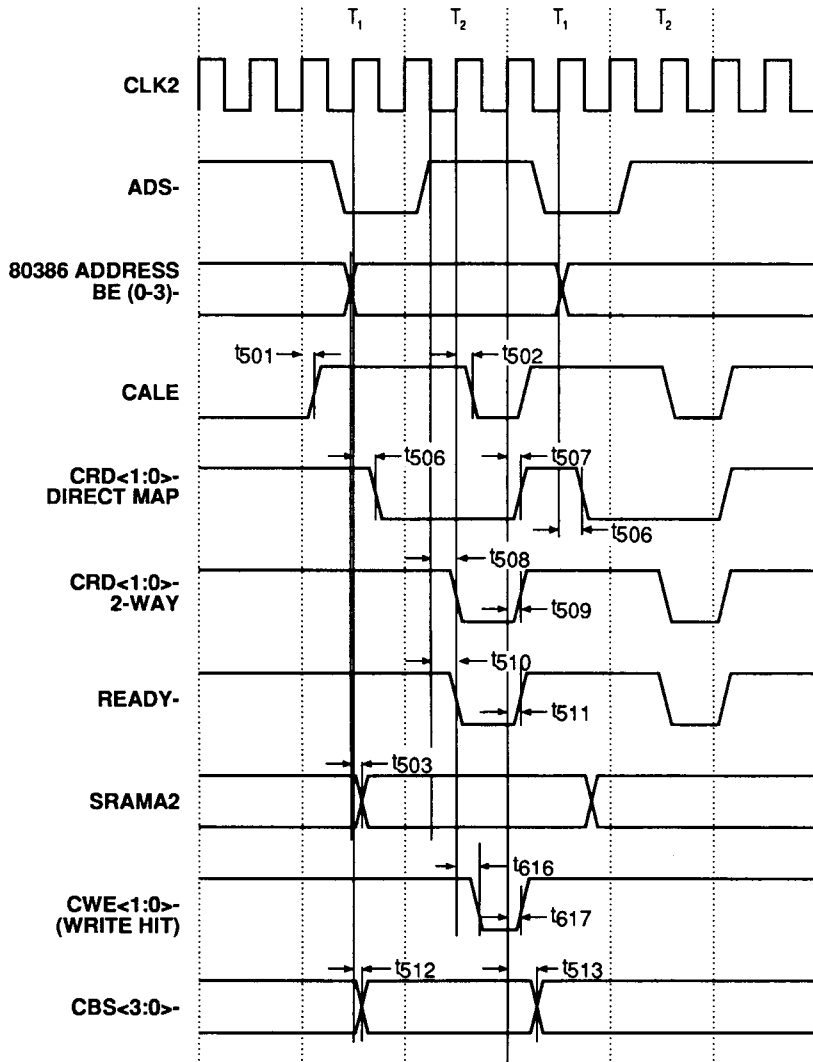 T1 T2 T1 T2
CLK2
ADS-
80386 ADDRESS
BE (0-3)-
t501 t502
CALE
t506 t507
CRD<1:0>-
DIRECT MAP
t506
t508
CRD<1:0>-
2-WAY
t509
t510
READY-
t511
t503
SRAMA2
t616
CWE<1:0>-
(WRITE HIT)
t617
t512 t513
CBS<3:0>-